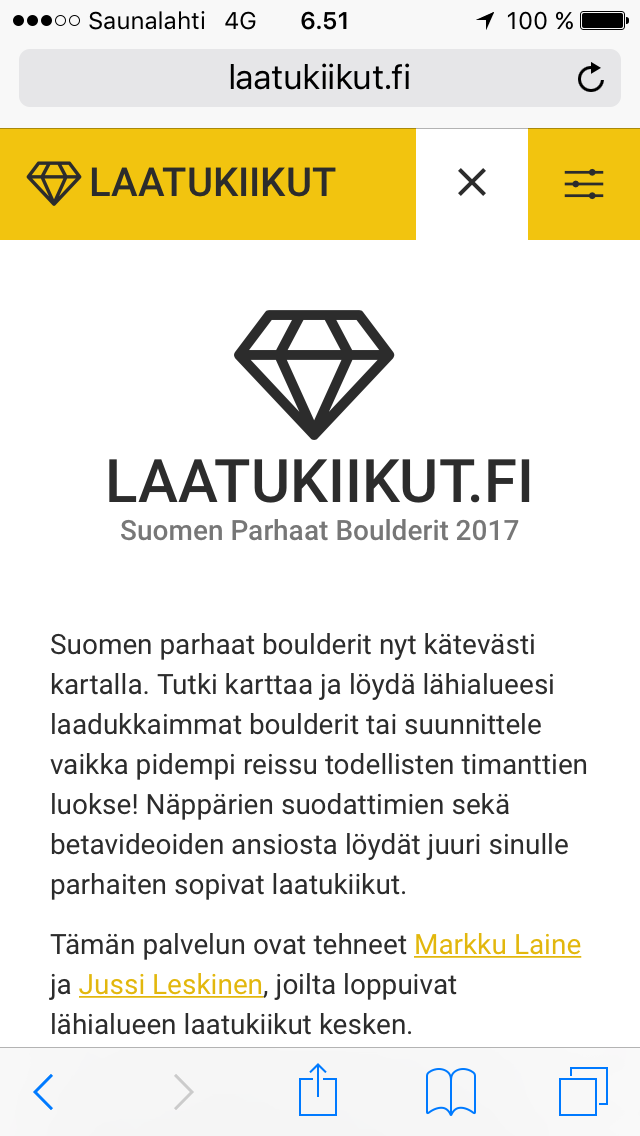 Saunalahti 4G 6.51 100 %
laatukiikut.fi
LAATUKIIKUT
LAATUKIIKUT.FI
Suomen Parhaat Boulderit 2017
Suomen parhaat boulderit nyt kätevästi
kartalla. Tutki karttaa ja löydä lähialueesi
laadukkaimmat boulderit tai suunnittele
vaikka pidempi reissu todellisten timanttien
luokse! Näppärien suodattimien sekä
betavideoiden ansiosta löydät juuri sinulle
parhaiten sopivat laatukiikut.
Tämän palvelun ovat tehneet Markku Laine
ja Jussi Leskinen, joilta loppuivat
lähialueen laatukiikut kesken.